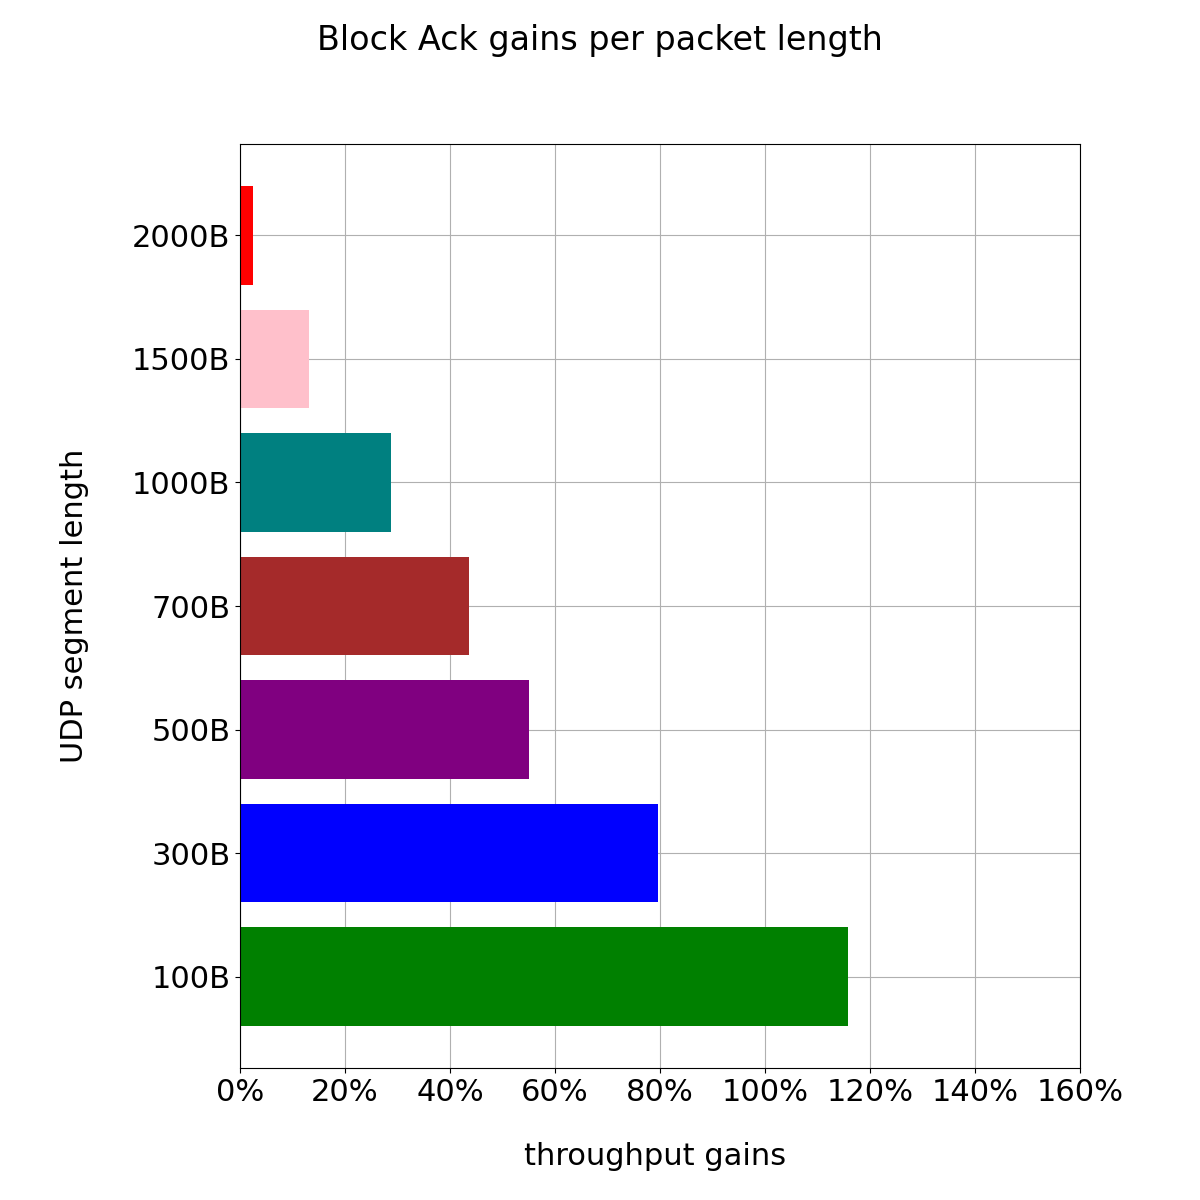 Block Ack gains per packet length
2000B
1500B
1000B
700B
500B
300B
100B
UDP segment length
0% 20% 40% 60% 80% 100% 120% 140% 160%
throughput gains